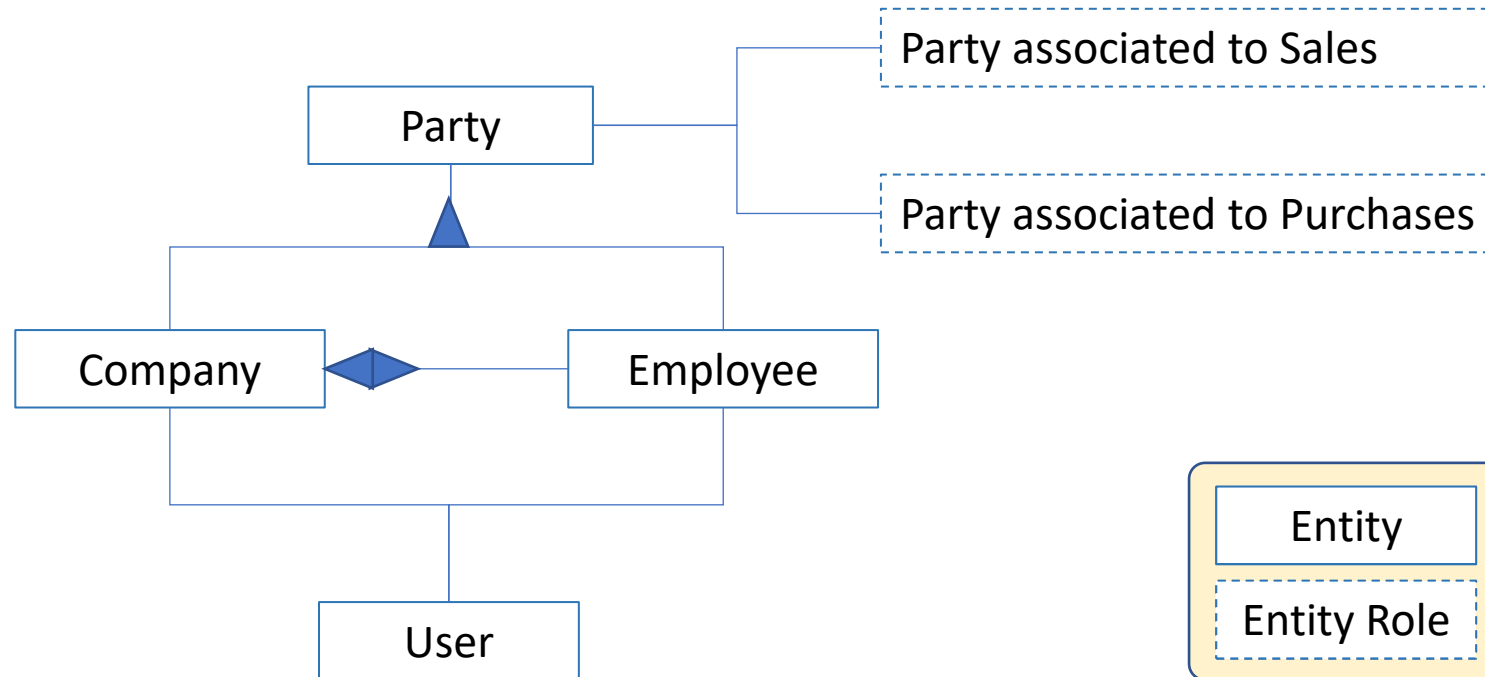 Party associated to Sales
Party
Party associated to Purchases
Company
Employee
Entity
Entity Role
User